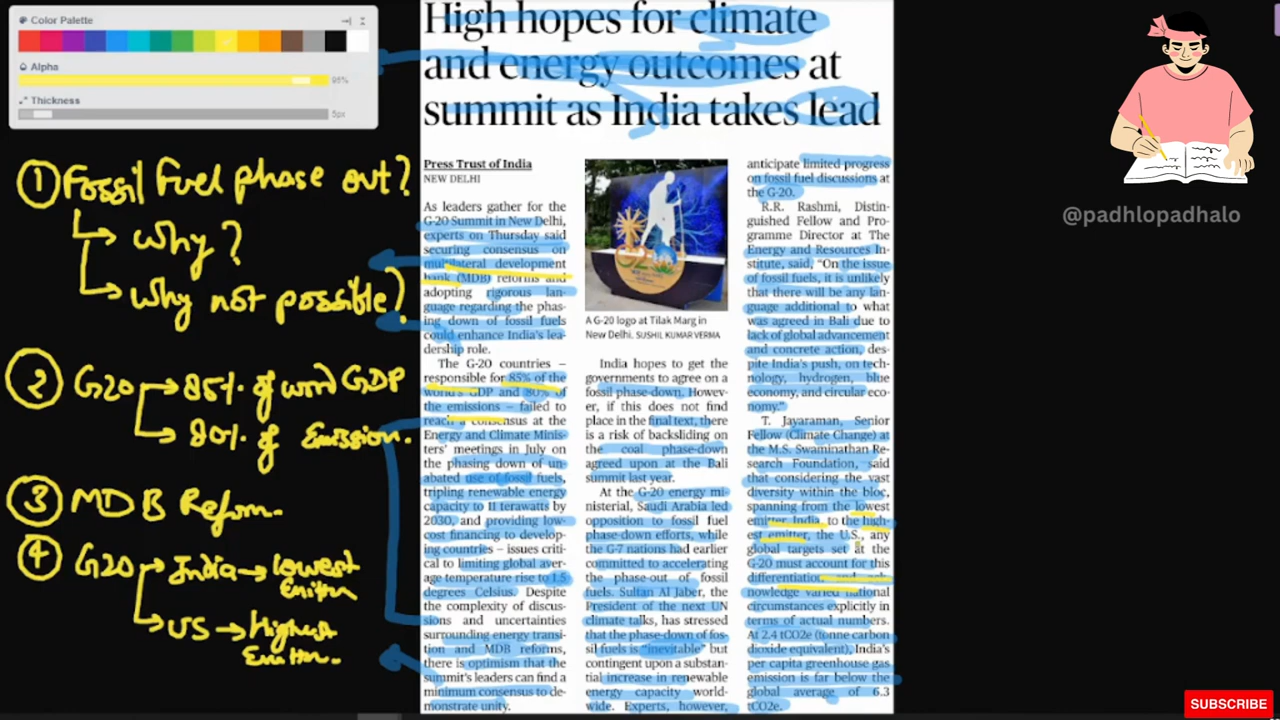 Color Palette
Alpha
95%
Thickness
5px
① Fossil Fuel phase out?
why?
why not possible?
② G20 85% of world GDP
80% of Emission.
③ MDB Reform.
④ G20 India → lowest
Emitter
US → Highest
Emitter.
High hopes for climate
and energy outcomes at
summit as India takes lead
Press Trust of India
NEW DELHI
As leaders gather for the
G-20 Summit in New Delhi,
experts on Thursday said
securing consensus on
multilateral development
bank (MDB) reforms and
adopting rigorous lan-
guage regarding the phas-
ing down of fossil fuels
could enhance India's lea-
dership role.
The G-20 countries –
responsible for 85% of the
world's GDP and 80% of
the emissions – failed to
reach a consensus at the
Energy and Climate Minis-
ters' meetings in July on
the phasing down of un-
abated use of fossil fuels,
tripling renewable energy
capacity to 11 terawatts by
2030, and providing low-
cost financing to develop-
ing countries – issues criti-
cal to limiting global aver-
age temperature rise to 1.5
degrees Celsius. Despite
the complexity of discus-
sions and uncertainties
surrounding energy transi-
tion and MDB reforms,
there is optimism that the
summit's leaders can find a
minimum consensus to de-
monstrate unity.
A G-20 logo at Tilak Marg in
New Delhi. SUSHIL KUMAR VERMA
India hopes to get the
governments to agree on a
fossil phase-down. Howev-
er, if this does not find
place in the final text, there
is a risk of backsliding on
the coal phase-down
agreed upon at the Bali
summit last year.
At the G-20 energy mi-
nisterial, Saudi Arabia led
opposition to fossil fuel
phase-down efforts, while
the G-7 nations had earlier
committed to accelerating
the phase-out of fossil
fuels. Sultan Al Jaber, the
President of the next UN
climate talks, has stressed
that the phase-down of fos-
sil fuels is "inevitable" but
contingent upon a substan-
tial increase in renewable
energy capacity world-
wide. Experts, however,
anticipate limited progress
on fossil fuel discussions at
the G-20.
R.R. Rashmi, Distin-
guished Fellow and Pro-
gramme Director at The
Energy and Resources In-
stitute, said, "On the issue
of fossil fuels, it is unlikely
that there will be any lan-
guage additional to what
was agreed in Bali due to
lack of global advancement
and concrete action, des-
pite India's push, on tech-
nology, hydrogen, blue
economy, and circular eco-
nomy."
T. Jayaraman, Senior
Fellow (Climate Change) at
the M.S. Swaminathan Re-
search Foundation, said
that considering the vast
diversity within the bloc,
spanning from the lowest
emitter India, to the high-
est emitter, the U.S., any
global targets set at the
G-20 must account for this
differentiation and ack-
nowledge varied national
circumstances explicitly in
terms of actual numbers.
At 2.4 tCO2e (tonne carbon
dioxide equivalent), India's
per capita greenhouse gas
emission is far below the
global average of 6.3
tCO2e.
@padhlopadhalo
SUBSCRIBE